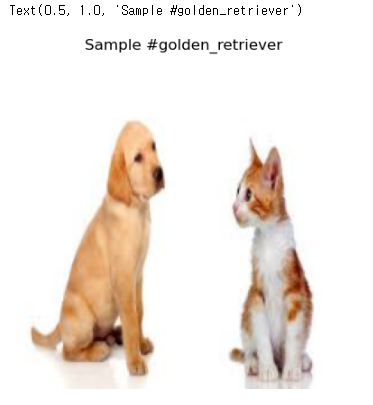 Text(0.5, 1.0, 'Sample #golden_retriever')
Sample #golden_retriever